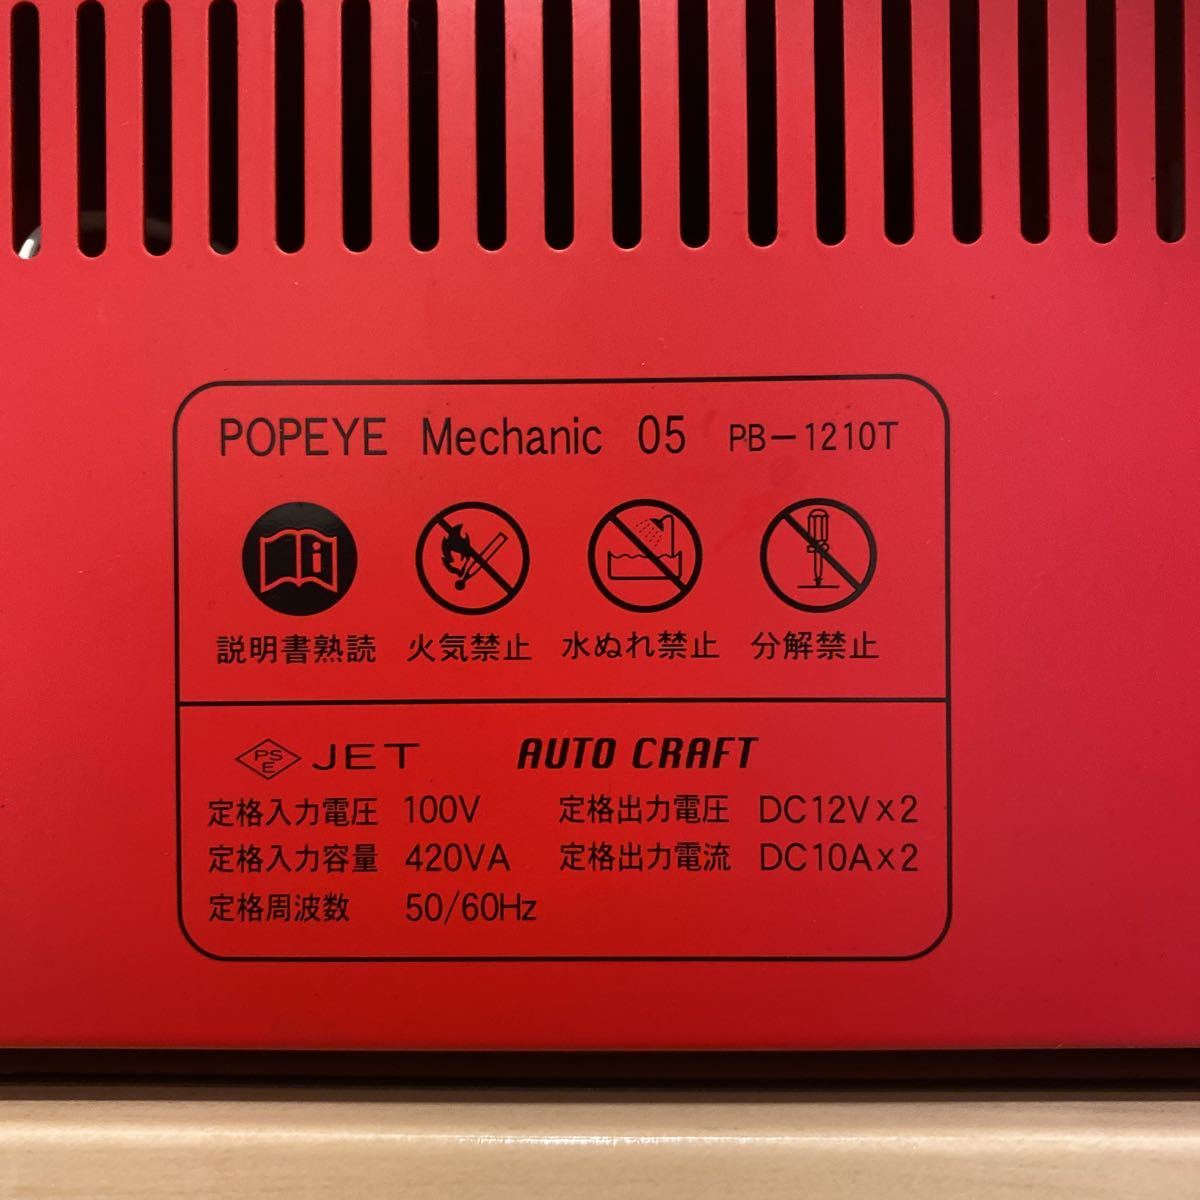 POPEYE Mechanic 05 PB-1210T
説明書熟読 火気禁止 水ぬれ禁止 分解禁止
PSE JET AUTO CRAFT
定格入力電圧 100V 定格出力電圧 DC12V×2
定格入力容量 420VA 定格出力電流 DC10A×2
定格周波数 50/60Hz